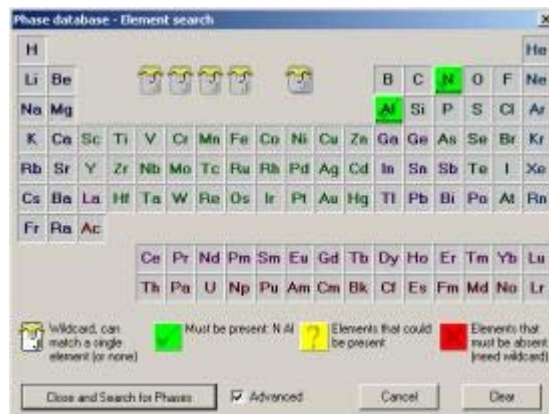 Phase database - Element search
H He
Li Be B C N O F Ne
Na Mg Al Si P S Cl Ar
K Ca Sc Ti V Cr Mn Fe Co Ni Cu Zn Ga Ge As Se Br Kr
Rb Sr Y Zr Nb Mo Tc Ru Rh Pd Ag Cd In Sn Sb Te I Xe
Cs Ba La Hf Ta W Re Os Ir Pt Au Hg Tl Pb Bi Po At Rn
Fr Ra Ac
Ce Pr Nd Pm Sm Eu Gd Tb Dy Ho Er Tm Yb Lu
Th Pa U Np Pu Am Cm Bk Cf Es Fm Md No Lr
Wildcard, can match a single element (or none)
Must be present: N Al
Elements that could be present
Elements that must be absent (need wildcard)
Close and Search for Phases Advanced Cancel Clear